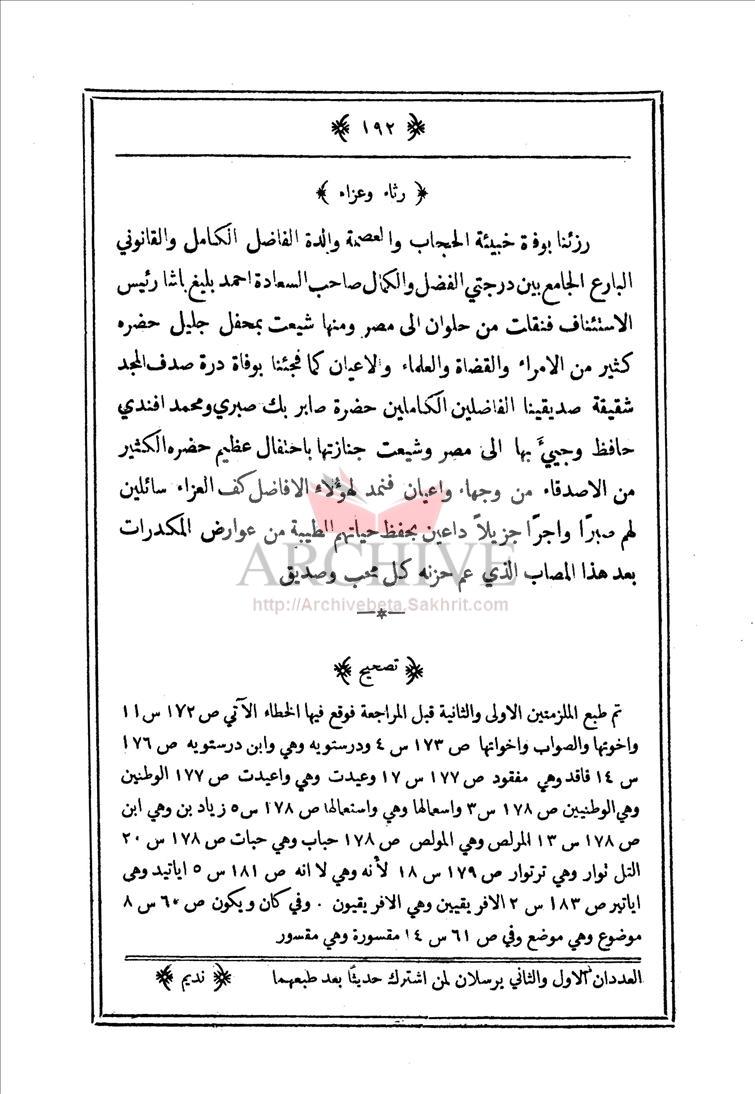 ﴿ ١٩٢ ﴾
﴿ رثاء وعزاء ﴾
رزئنا بوفاة خبيئة الحجاب والعصمة والدة الفاضل الكامل والقانوني
البارع الجامع بين درجتي الفضل والكمال صاحب السعادة احمد بليغ باشا رئيس
الاستئناف فنقلت من حلوان الى مصر ومنها شيعت بمحفل جليل حضره
كثير من الامراء والقضاة والعلماء والاعيان كما فجئنا بوفاة درة صدف المجد
شقيقة صديقينا الفاضلين الكاملين حضرة صابر بك صبري ومحمد افندي
حافظ وجيئَ بها الى مصر وشيعت جنازتها باحتفال عظيم حضره الكثير
من الاصدقاء من وجهاء واعيان فنمد لهؤلاء الافاضل كف العزاء سائلين
لهم صبرًا واجرًا جزيلاً داعين بحفظ حياتهم الطيبة من عوارض المكدرات
بعد هذا المصاب الذي عم حزنه كل محب وصديق
ARCHIVE
http://Archivebeta.Sakhrit.com
﴿ تصحيح ﴾
تم طبع الملزمتين الاولى والثانية قبل المراجعة فوقع فيها الخطاء الآتي ص ١٧٢ س ١١
واخوتها والصواب واخواتها ص ١٧٣ س ٤ ودرستويه وهي وابن درستويه ص ١٧٦
س ١٤ فاقد وهي مفقود ص ١٧٧ س ١٧ وعيدت وهي واعيدت ص ١٧٧ الوطنين
وهي الوطنيين ص ١٧٨ س ٣ واسعالها وهي واستعالها ص ١٧٨ س ٥ زياد بن وهي ابن
ص ١٧٨ س ١٣ المرلص وهي المولص ص ١٧٨ حباب وهي حبات ص ١٧٨ س ٢٠
التل توار وهي ترتوار ص ١٧٩ س ١٨ لأنه وهي لا انه ص ١٨١ س ٥ اياتيد وهى
اياتير ص ١٨٣ س ٢ الافريقيين وهي الافريقيون . وفي كان ويكون ص ٦٠ س ٨
موضوع وهي موضع وفي ص ٦١ س ١٤ مقسورة وهي مقسور
العددان الاول والثاني يرسلان لمن اشترك حديثًا بعد طبعهما ﴿ نديم ﴾